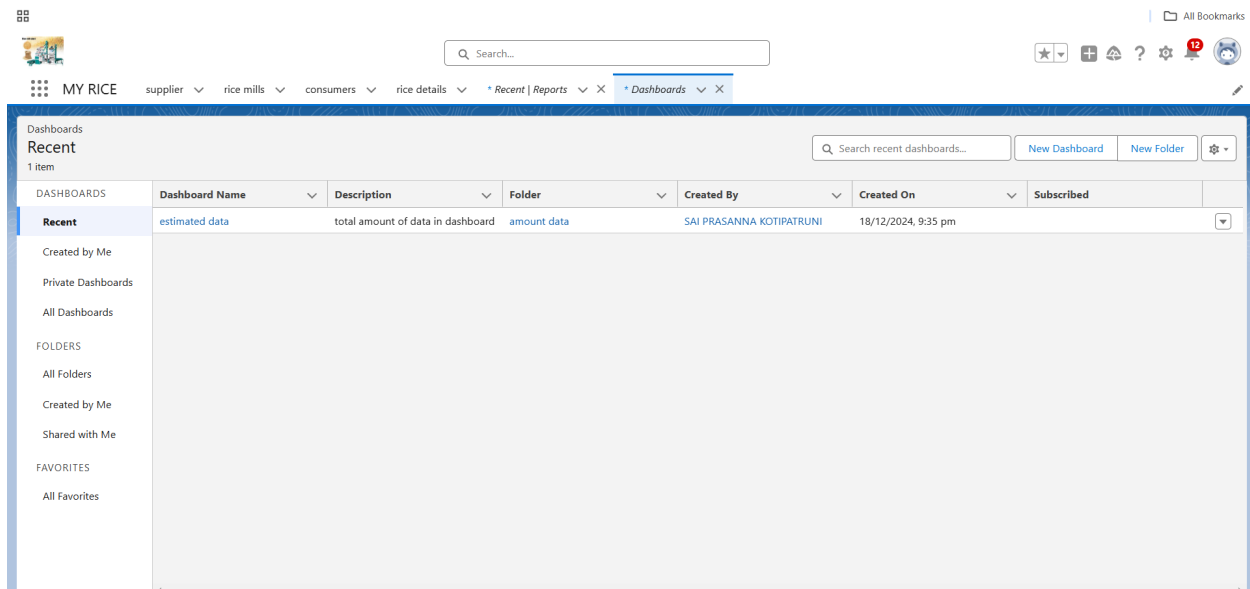 All Bookmarks
Search...
12
MY RICE supplier rice mills consumers rice details * Recent | Reports * Dashboards
Dashboards
Recent
1 item
Search recent dashboards...
New Dashboard
New Folder
DASHBOARDS
Recent
Created by Me
Private Dashboards
All Dashboards
FOLDERS
All Folders
Created by Me
Shared with Me
FAVORITES
All Favorites
Dashboard Name Description Folder Created By Created On Subscribed
estimated data total amount of data in dashboard amount data SAI PRASANNA KOTIPATRUNI 18/12/2024, 9:35 pm